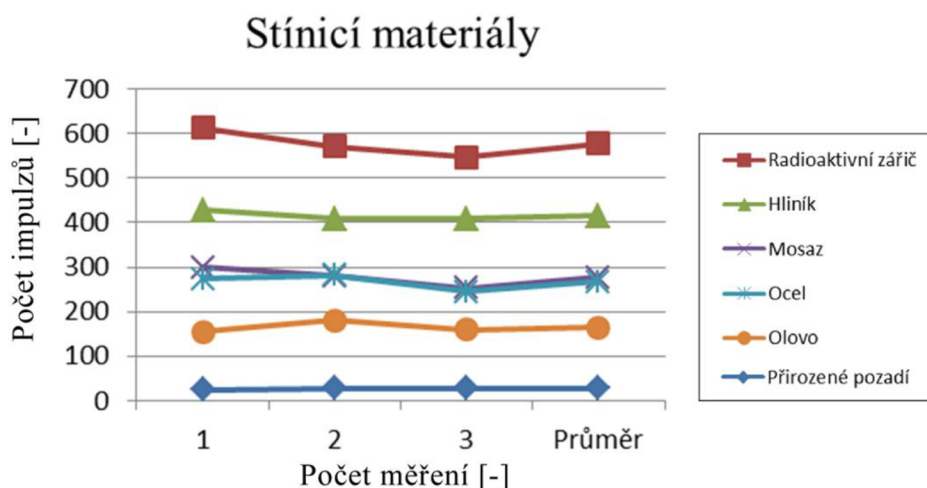 Stínicí materiály
Počet impulzů [-]
700
600
500
400
300
200
100
0
1 2 3 Průměr
Počet měření [-]
Radioaktivní zářič
Hliník
Mosaz
Ocel
Olovo
Přirozené pozadí